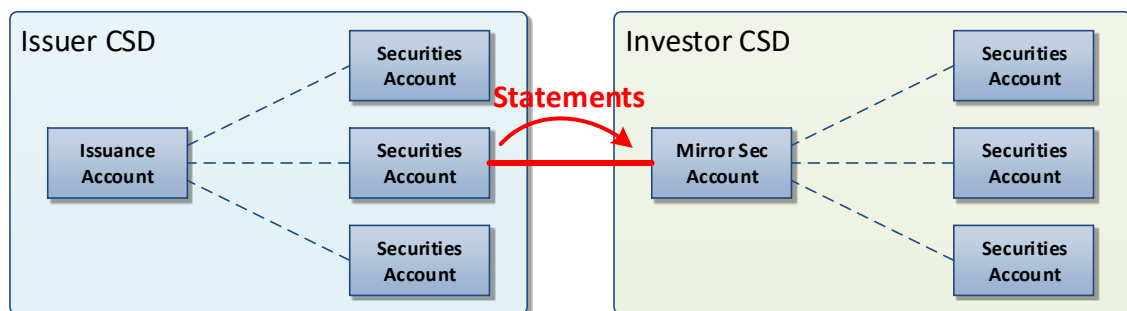 Issuer CSD
Securities
Account
Issuance
Account
Securities
Account
Securities
Account
Statements
Investor CSD
Mirror Sec
Account
Securities
Account
Securities
Account
Securities
Account